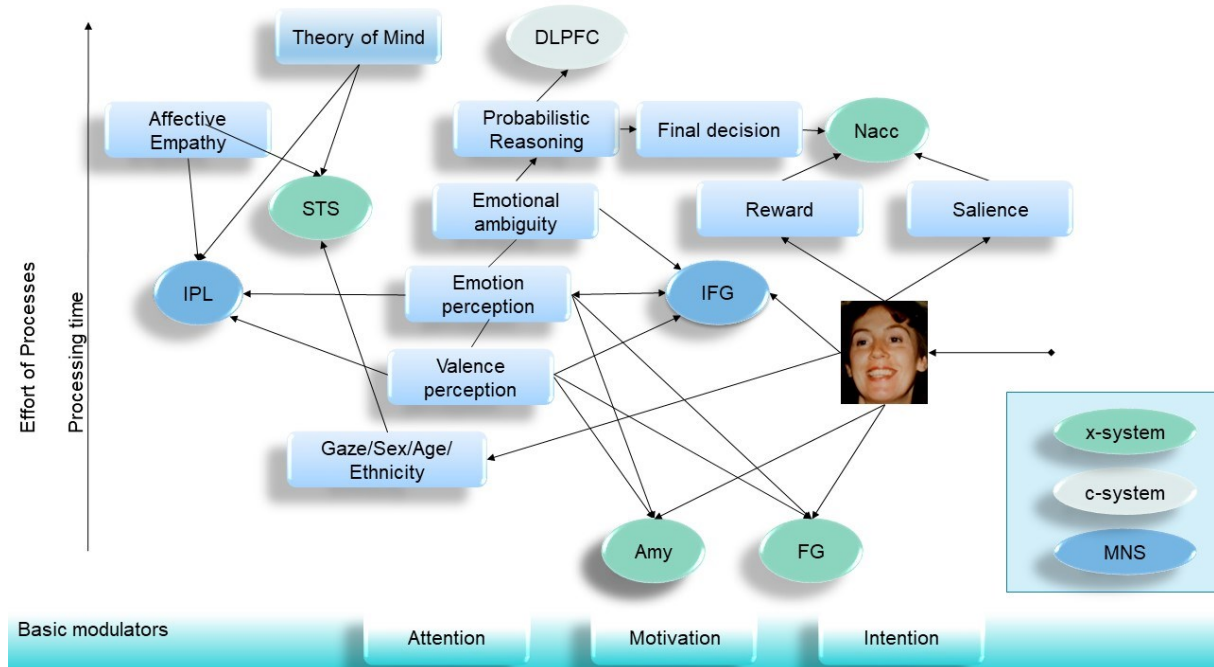 Theory of Mind
DLPFC
Affective
Empathy
Probabilistic
Reasoning
Final decision
Nacc
STS
Emotional
ambiguity
Reward
Salience
IPL
Emotion
perception
IFG
Valence
perception
Gaze/Sex/Age/
Ethnicity
Amy
FG
Effort of Processes
Processing time
x-system
c-system
MNS
Basic modulators
Attention
Motivation
Intention